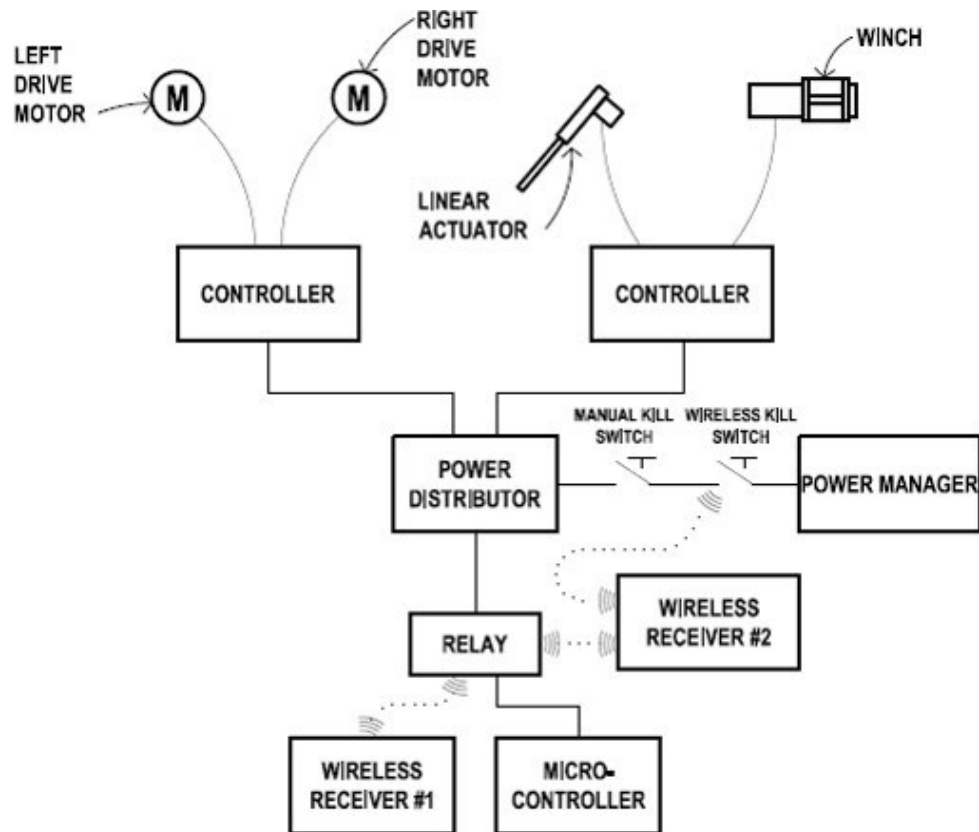 LEFT
DRIVE
MOTOR
M
RIGHT
DRIVE
MOTOR
M
LINEAR
ACTUATOR
WINCH
CONTROLLER
CONTROLLER
MANUAL KILL
SWITCH
WIRELESS KILL
SWITCH
POWER
DISTRIBUTOR
POWER MANAGER
RELAY
WIRELESS
RECEIVER #2
WIRELESS
RECEIVER #1
MICRO-
CONTROLLER